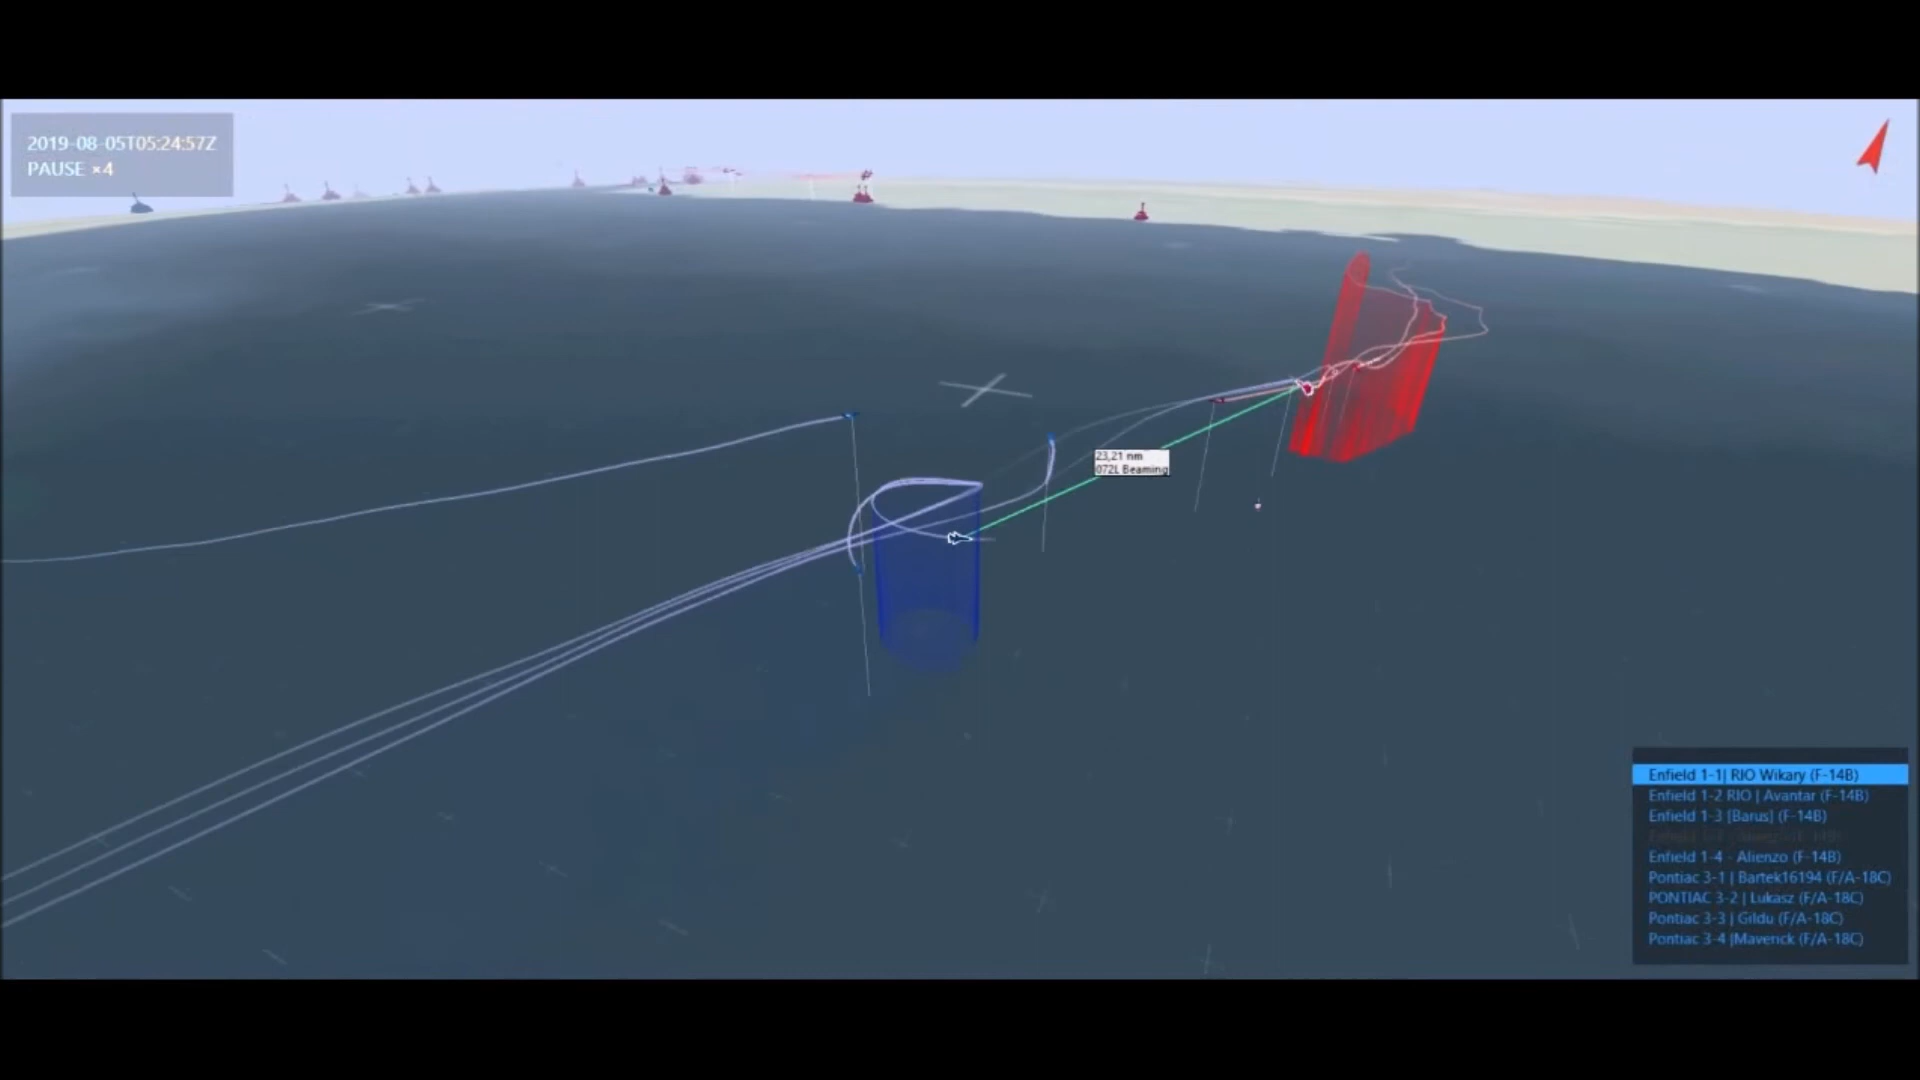 2019-08-05T05:24:57Z
PAUSE ×4
23,21 nm
072L Beaming
Enfield 1-1| RIO Wikary (F-14B)
Enfield 1-2 RIO | Avantar (F-14B)
Enfield 1-3 [Barus] (F-14B)
Enfield 1-4 - Alienzo (F-14B)
Pontiac 3-1 | Bartek16194 (F/A-18C)
PONTIAC 3-2 | Lukasz (F/A-18C)
Pontiac 3-3 | Gildu (F/A-18C)
Pontiac 3-4 |Maverick (F/A-18C)